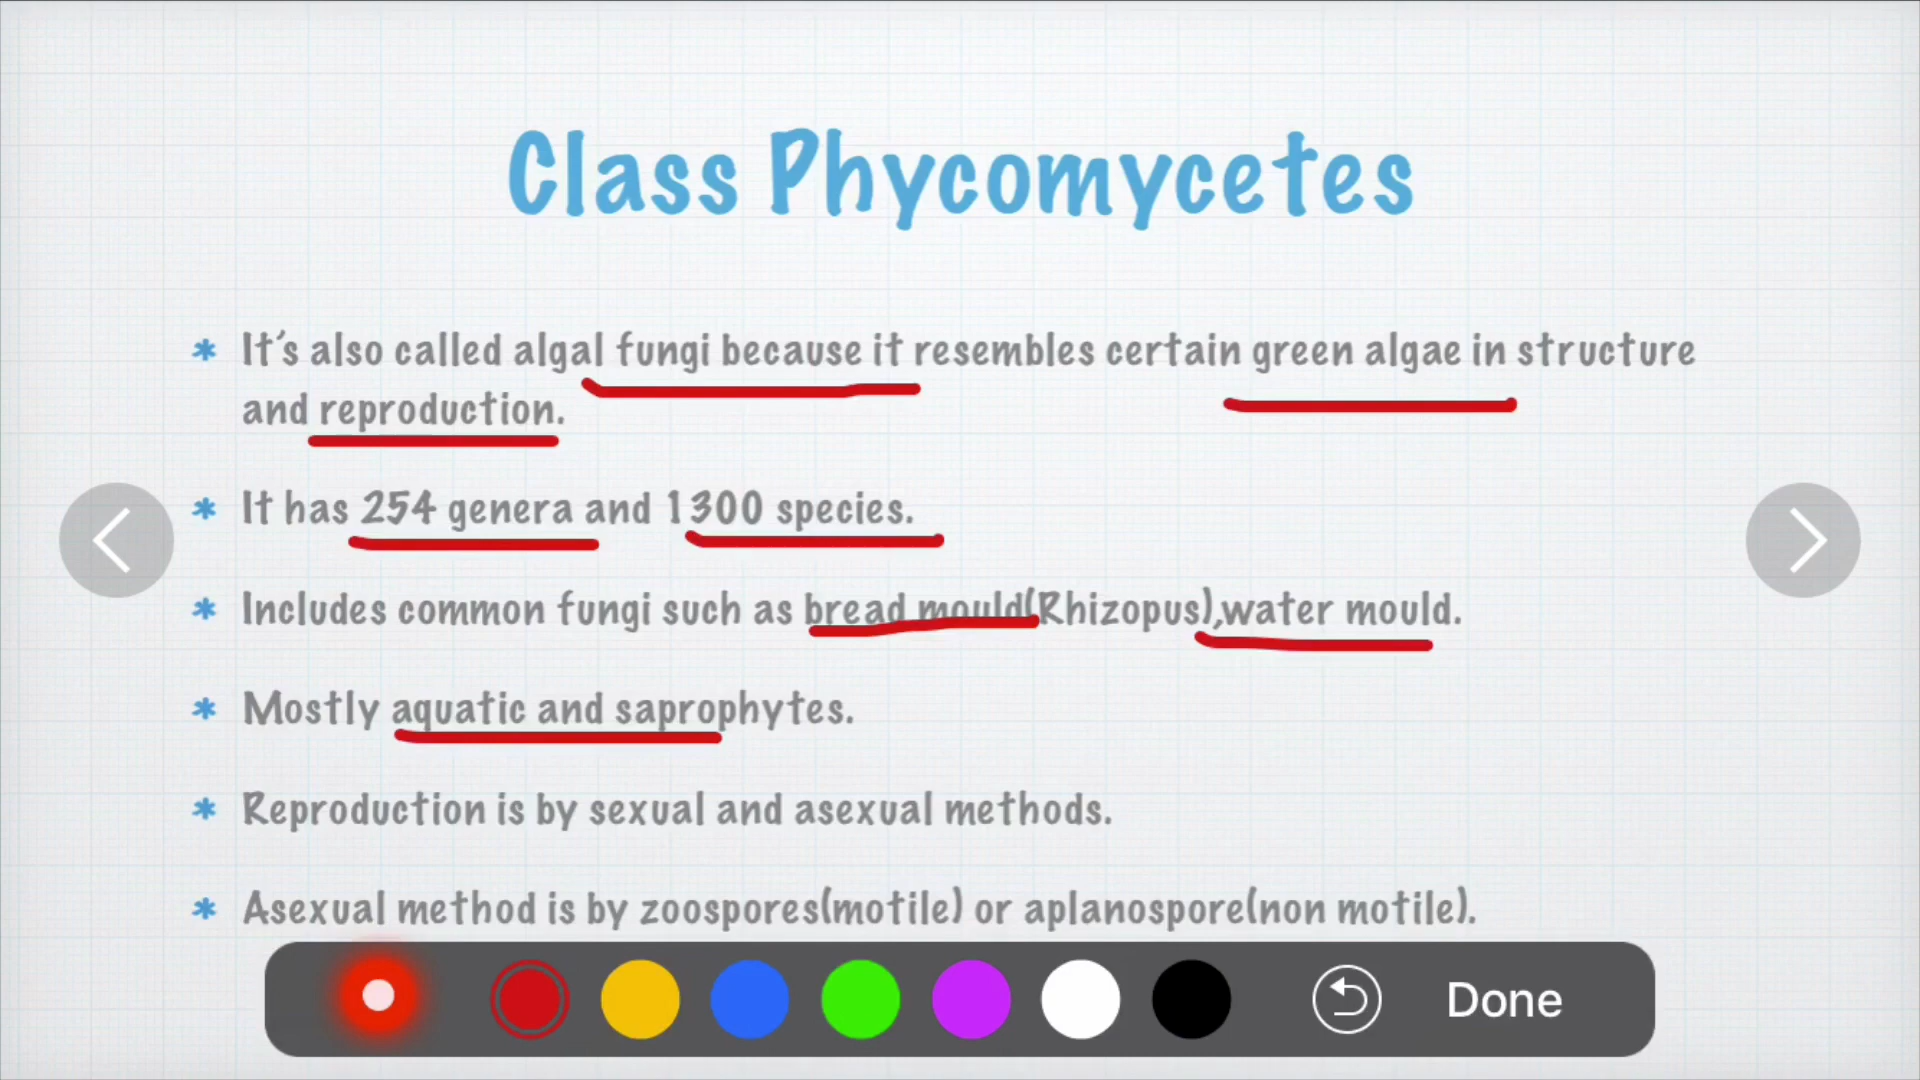 Class Phycomycetes
* It's also called algal fungi because it resembles certain green algae in structure
and reproduction.
* It has 254 genera and 1300 species.
* Includes common fungi such as bread mould(Rhizopus),water mould.
* Mostly aquatic and saprophytes.
* Reproduction is by sexual and asexual methods.
* Asexual method is by zoospores(motile) or aplanospore(non motile).
Done